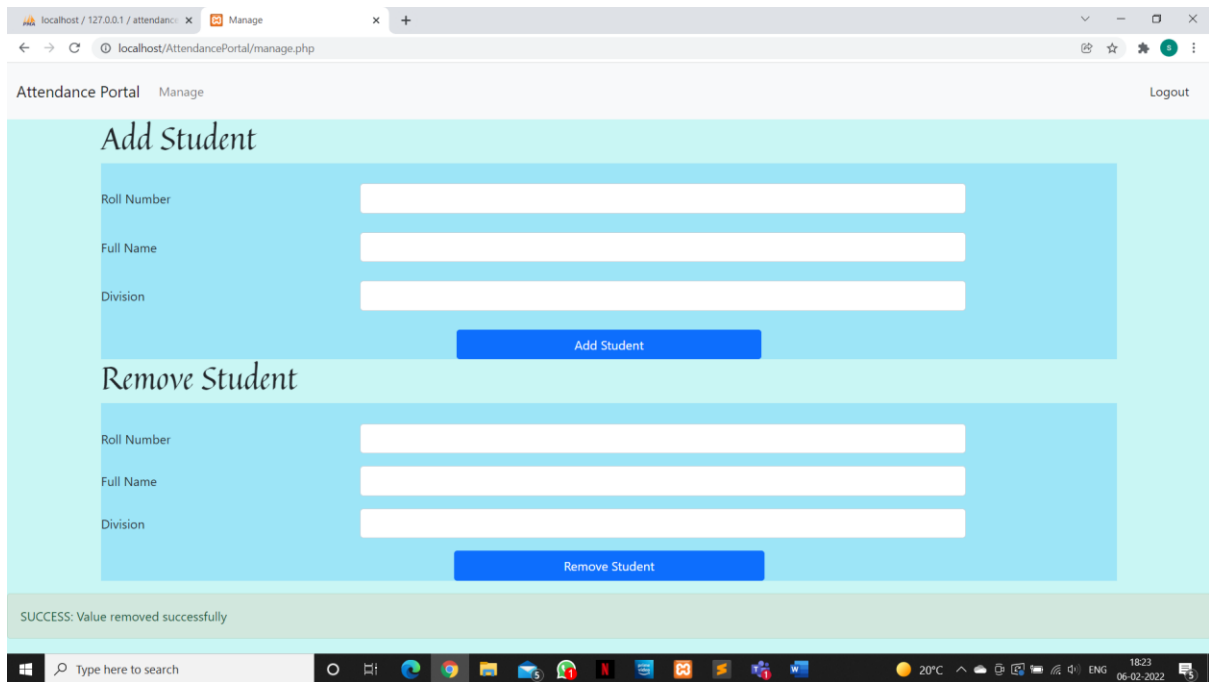 localhost / 127.0.0.1 / attendance
Manage
localhost/AttendancePortal/manage.php
S
Attendance Portal Manage Logout
Add Student
Roll Number
Full Name
Division
Add Student
Remove Student
Roll Number
Full Name
Division
Remove Student
SUCCESS: Value removed successfully
Type here to search
20°C
ENG
18:23
06-02-2022